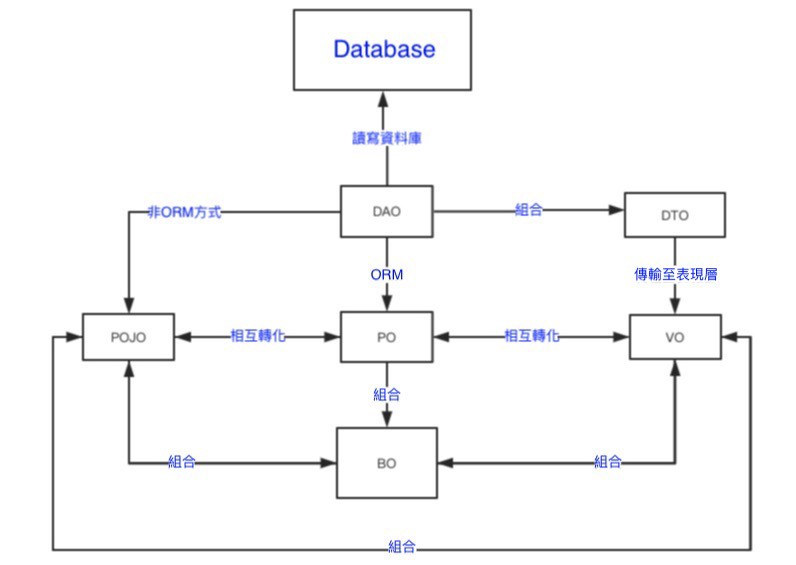 Database
讀寫資料庫
非ORM方式
DAO
組合
DTO
ORM
傳輸至表現層
POJO
相互轉化
PO
相互轉化
VO
組合
組合
BO
組合
組合